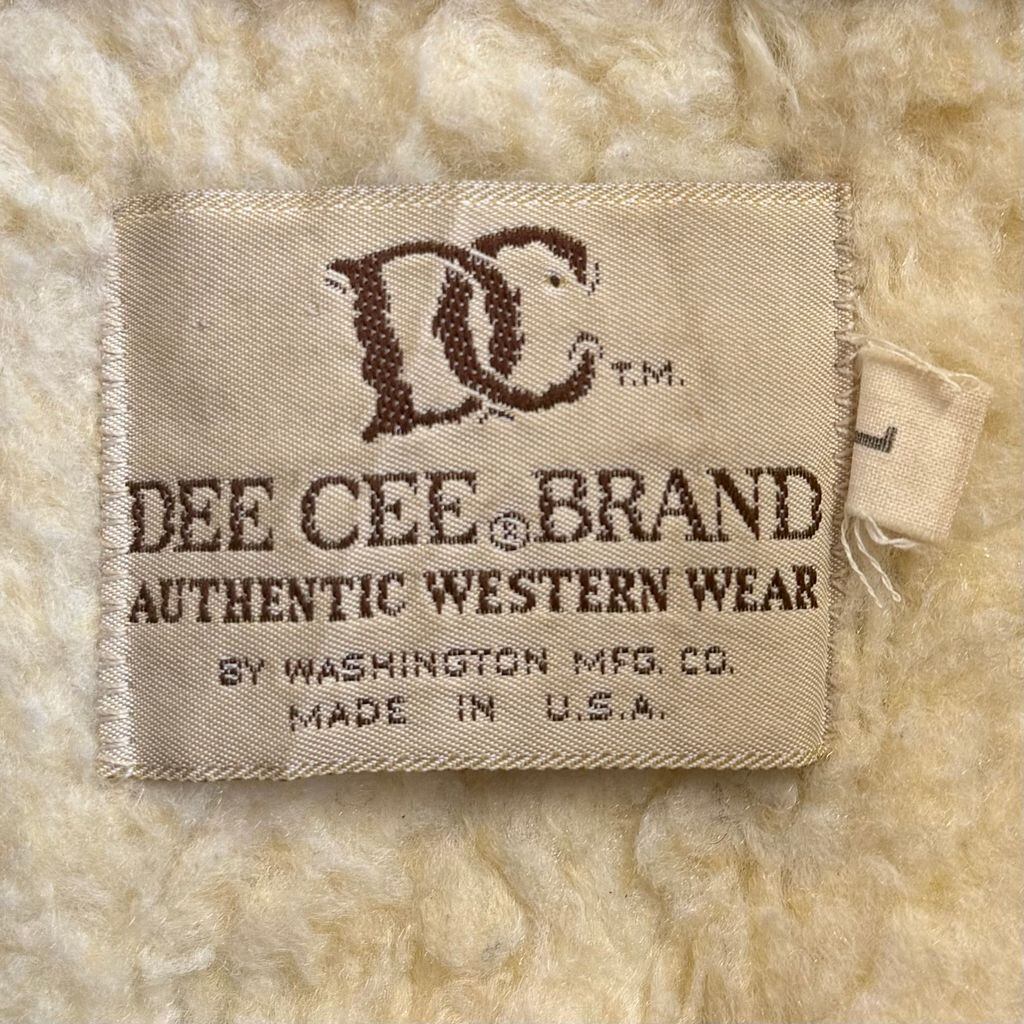 DC T.M.
DEE CEE ® BRAND
AUTHENTIC WESTERN WEAR
BY WASHINGTON MFG. CO.
MADE IN U.S.A.
L